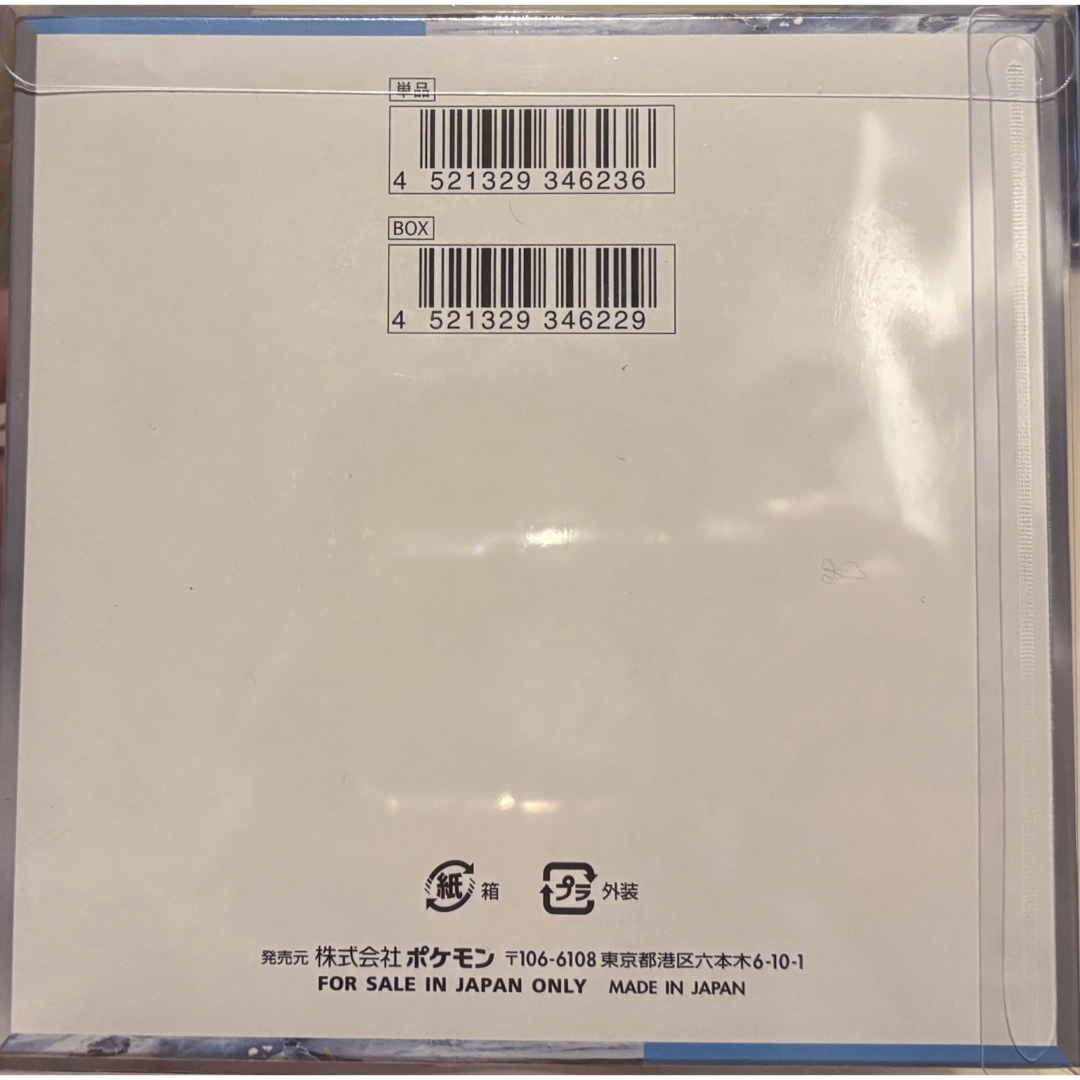 単品
4 521329 346236
BOX
4 521329 346229
紙 箱 プラ 外装
発売元 株式会社 ポケモン 〒106-6108 東京都港区六本木6-10-1
FOR SALE IN JAPAN ONLY MADE IN JAPAN